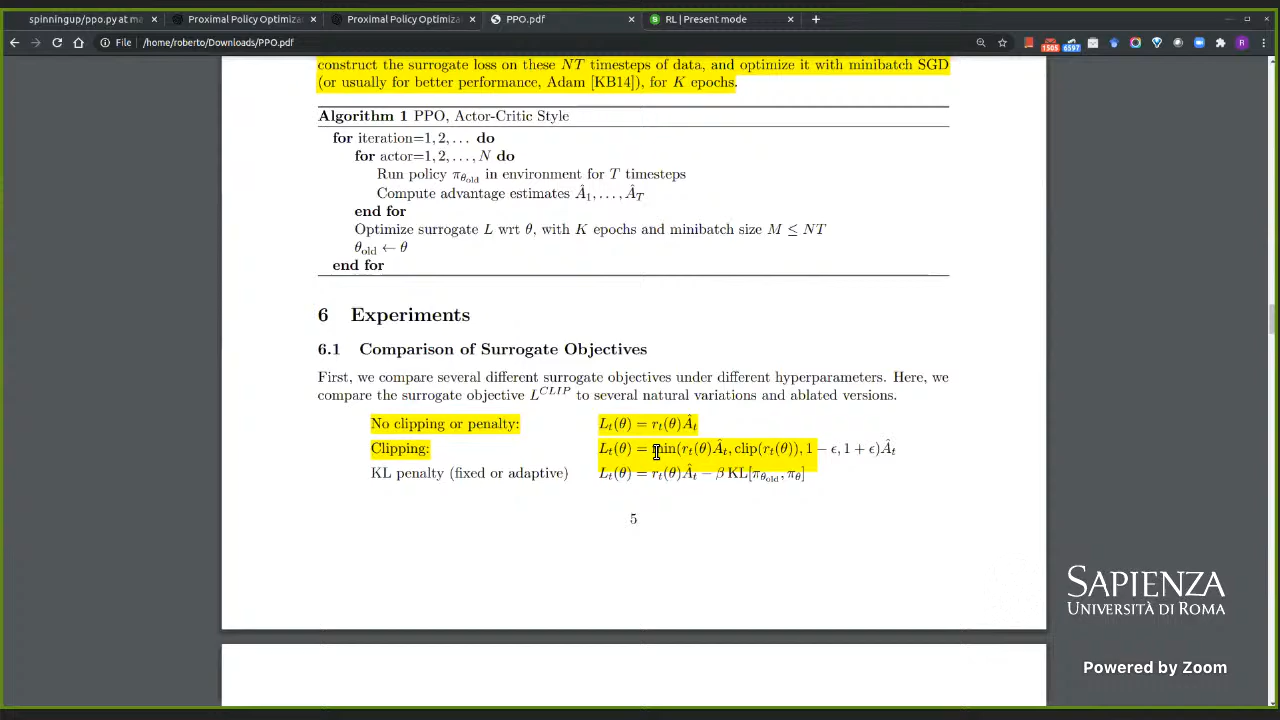 spinningup/ppo.py at ma
Proximal Policy Optimiza
Proximal Policy Optimiza
PPO.pdf
RL | Present mode
File | /home/roberto/Downloads/PPO.pdf
1505
6597
R
construct the surrogate loss on these NT timesteps of data, and optimize it with minibatch SGD
(or usually for better performance, Adam [KB14]), for K epochs.
Algorithm 1 PPO, Actor-Critic Style
for iteration=1, 2, . . . do
for actor=1, 2, . . . , N do
Run policy π_θold in environment for T timesteps
Compute advantage estimates Â_1, . . . , Â_T
end for
Optimize surrogate L wrt θ, with K epochs and minibatch size M ≤ NT
θ_old ← θ
end for
6 Experiments
6.1 Comparison of Surrogate Objectives
First, we compare several different surrogate objectives under different hyperparameters. Here, we
compare the surrogate objective L^CLIP to several natural variations and ablated versions.
No clipping or penalty: L_t(θ) = r_t(θ)Â_t
Clipping: L_t(θ) = min(r_t(θ)Â_t, clip(r_t(θ)), 1 − ϵ, 1 + ϵ)Â_t
KL penalty (fixed or adaptive) L_t(θ) = r_t(θ)Â_t − β KL[π_θold, π_θ]
5
SAPIENZA
UNIVERSITÀ DI ROMA
Powered by Zoom